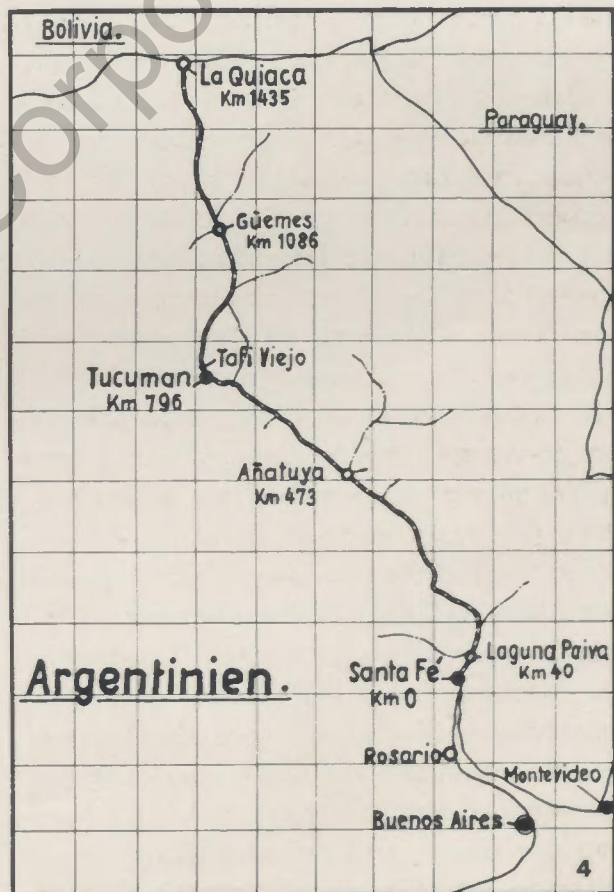 Bolivia.
La Quiaca
Km 1435
Paraguay.
Güemes
Km 1086
Tafi Viejo
Tucuman
Km 796
Añatuya
Km 473
Laguna Paiva
Km 40
Argentinien.
Santa Fé
Km 0
Rosario
Montevideo
Buenos Aires
4